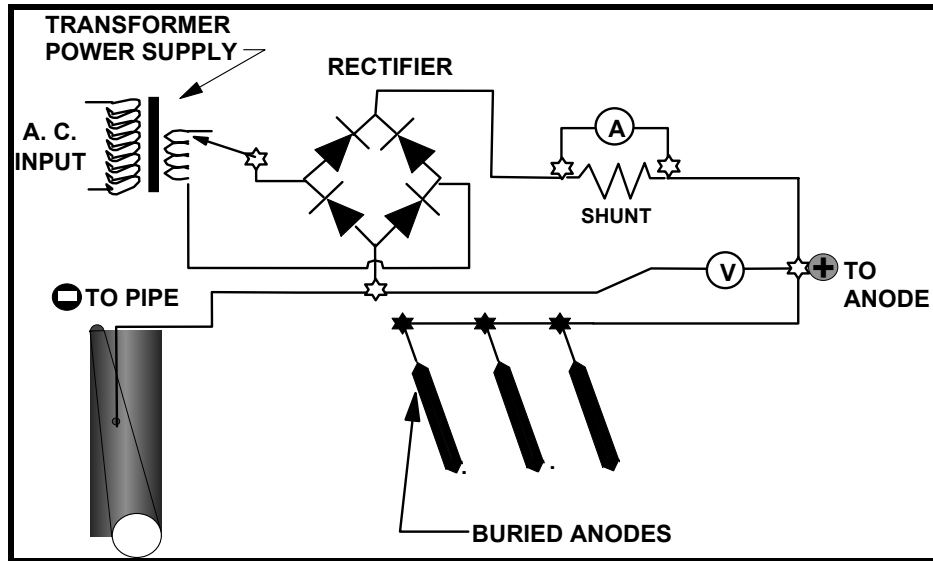 TRANSFORMER
POWER SUPPLY
RECTIFIER
A. C.
INPUT
A
SHUNT
V
+ TO
ANODE
TO PIPE
BURIED ANODES